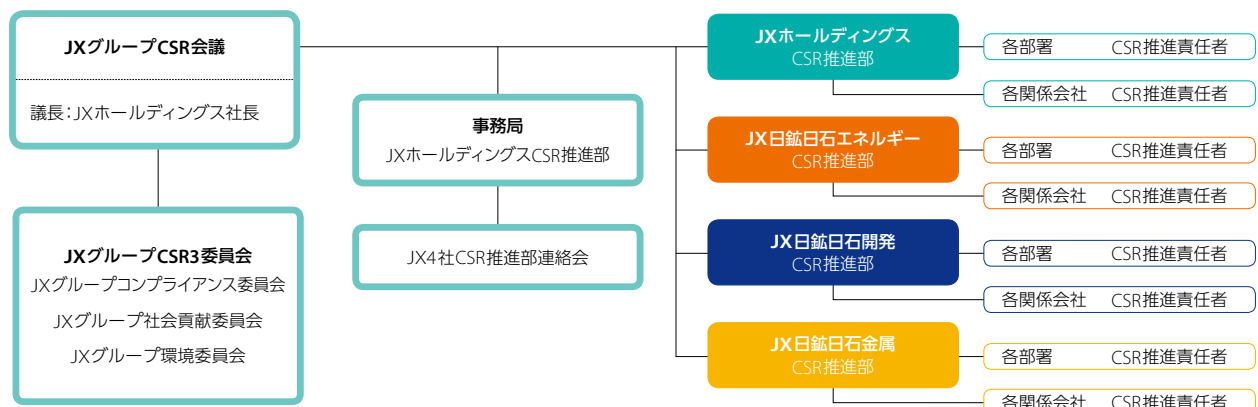 JXグループCSR会議
議長：JXホールディングス社長
JXグループCSR3委員会
JXグループコンプライアンス委員会
JXグループ社会貢献委員会
JXグループ環境委員会
事務局
JXホールディングスCSR推進部
JX4社CSR推進部連絡会
JXホールディングス
CSR推進部
各部署 CSR推進責任者
各関係会社 CSR推進責任者
JX日鉱日石エネルギー
CSR推進部
各部署 CSR推進責任者
各関係会社 CSR推進責任者
JX日鉱日石開発
CSR推進部
各部署 CSR推進責任者
各関係会社 CSR推進責任者
JX日鉱日石金属
CSR推進部
各部署 CSR推進責任者
各関係会社 CSR推進責任者